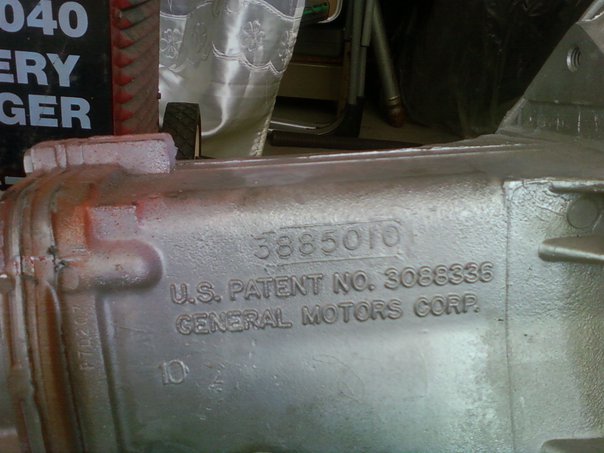 040
ERY
GER
3885010
U.S. PATENT NO. 3088336
GENERAL MOTORS CORP.
10